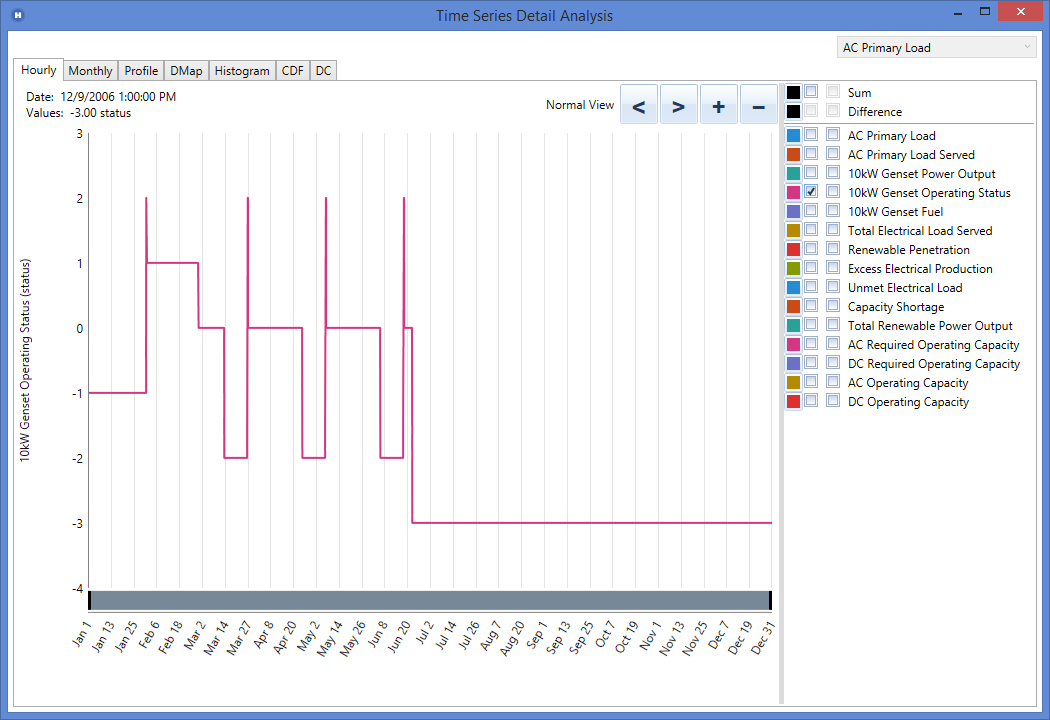 H
Time Series Detail Analysis
AC Primary Load
Hourly Monthly Profile DMap Histogram CDF DC
Date: 12/9/2006 1:00:00 PM
Values: -3.00 status
Normal View < > + −
Sum
Difference
AC Primary Load
AC Primary Load Served
10kW Genset Power Output
10kW Genset Operating Status
10kW Genset Fuel
Total Electrical Load Served
Renewable Penetration
Excess Electrical Production
Unmet Electrical Load
Capacity Shortage
Total Renewable Power Output
AC Required Operating Capacity
DC Required Operating Capacity
AC Operating Capacity
DC Operating Capacity
10kW Genset Operating Status (status)
3
2
1
0
-1
-2
-3
-4
Jan 1
Jan 13
Jan 25
Feb 6
Feb 18
Mar 2
Mar 14
Mar 27
Apr 8
Apr 20
May 2
May 14
May 26
Jun 8
Jun 20
Jul 2
Jul 14
Jul 26
Aug 7
Aug 20
Sep 1
Sep 13
Sep 25
Oct 7
Oct 19
Nov 1
Nov 13
Nov 25
Dec 7
Dec 19
Dec 31